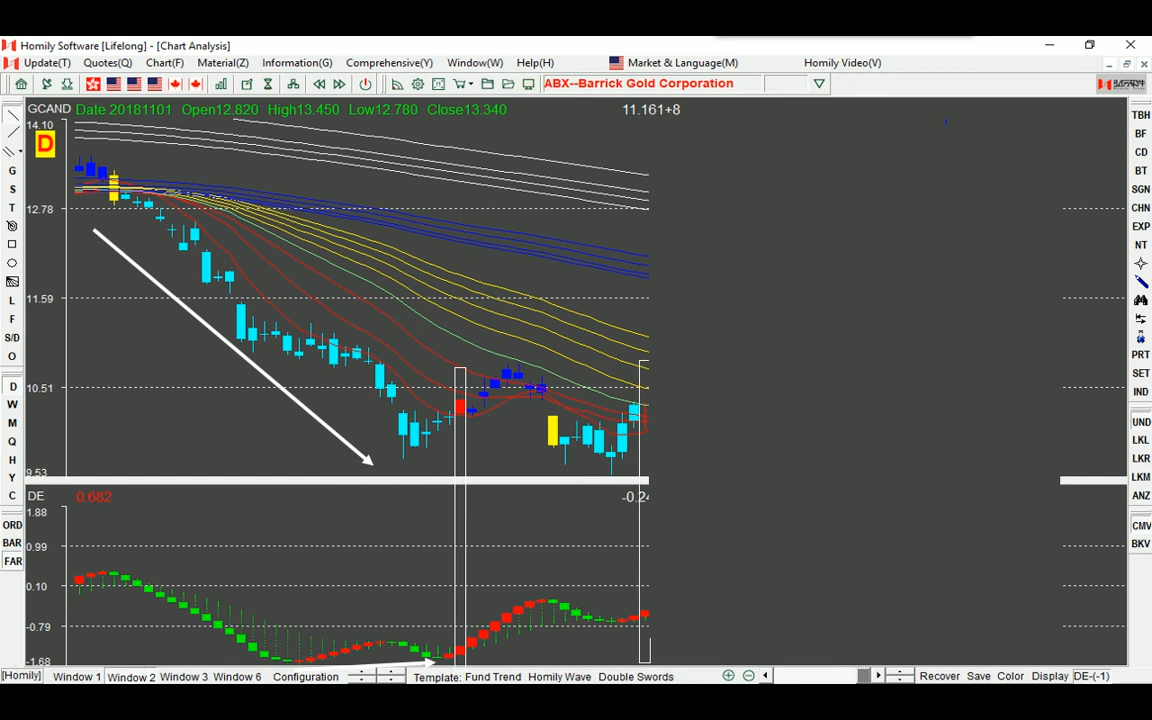 Homily Software [Lifelong] - [Chart Analysis]
Update(T) Quotes(Q) Chart(F) Material(Z) Information(G) Comprehensive(Y) Window(W) Help(H) Market & Language(M) Homily Video(V)
ABX--Barrick Gold Corporation
GCAND Date 20181101 Open12.820 High13.450 Low12.780 Close13.340 11.161+8
14.10
D
12.78
11.59
10.51
9.53
DE 0.682 -0.24
1.88
0.99
0.10
-0.79
-1.68
G
S
T
L
F
S/D
O
D
W
M
Q
H
Y
C
ORD
BAR
FAR
TBH
BF
CD
BT
SGN
CHN
EXP
NT
PRT
SET
IND
UND
LKL
LKR
LKM
ANZ
CMV
BKV
[Homily] Window 1 Window 2 Window 3 Window 6 Configuration Template: Fund Trend Homily Wave Double Swords Recover Save Color Display DE-(-1)